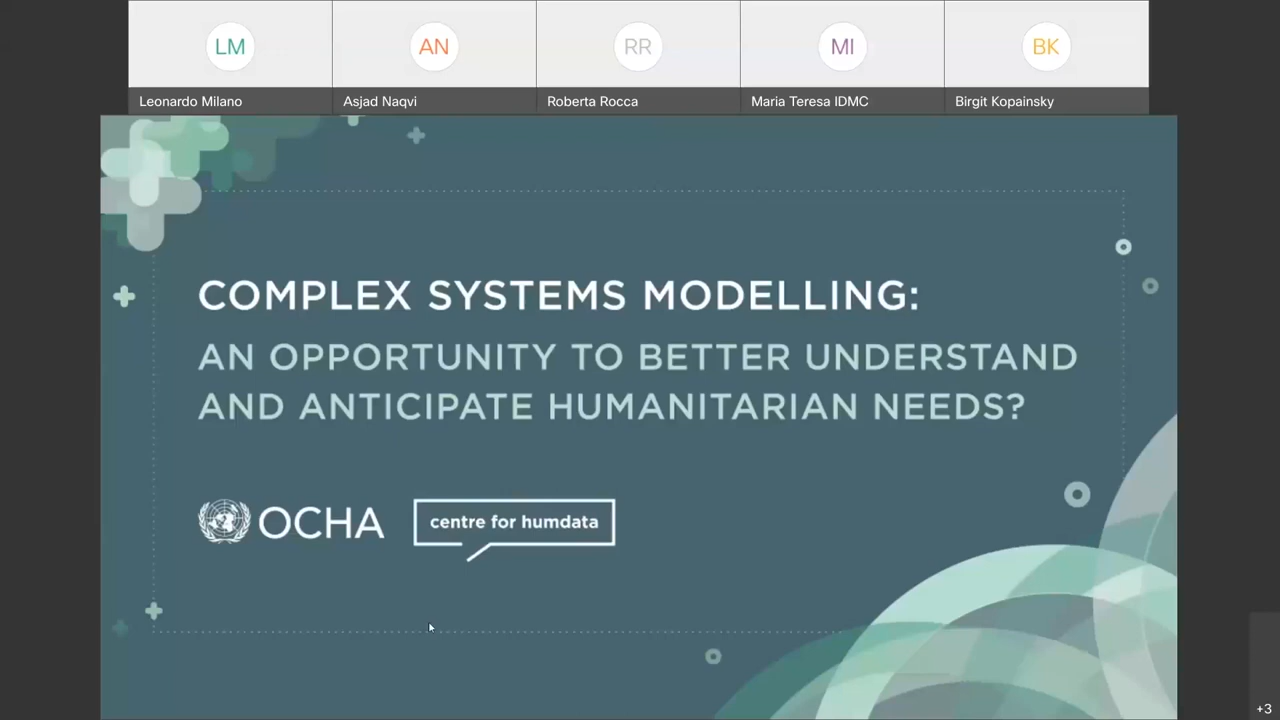 LM AN RR MI BK
Leonardo Milano Asjad Naqvi Roberta Rocca Maria Teresa IDMC Birgit Kopainsky
COMPLEX SYSTEMS MODELLING:
AN OPPORTUNITY TO BETTER UNDERSTAND
AND ANTICIPATE HUMANITARIAN NEEDS?
OCHA centre for humdata
+3